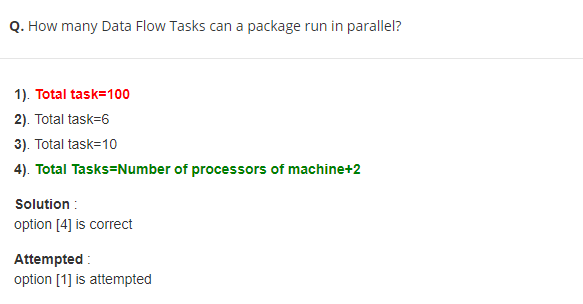 Q. How many Data Flow Tasks can a package run in parallel?
1). Total task=100
2). Total task=6
3). Total task=10
4). Total Tasks=Number of processors of machine+2
Solution :
option [4] is correct
Attempted :
option [1] is attempted